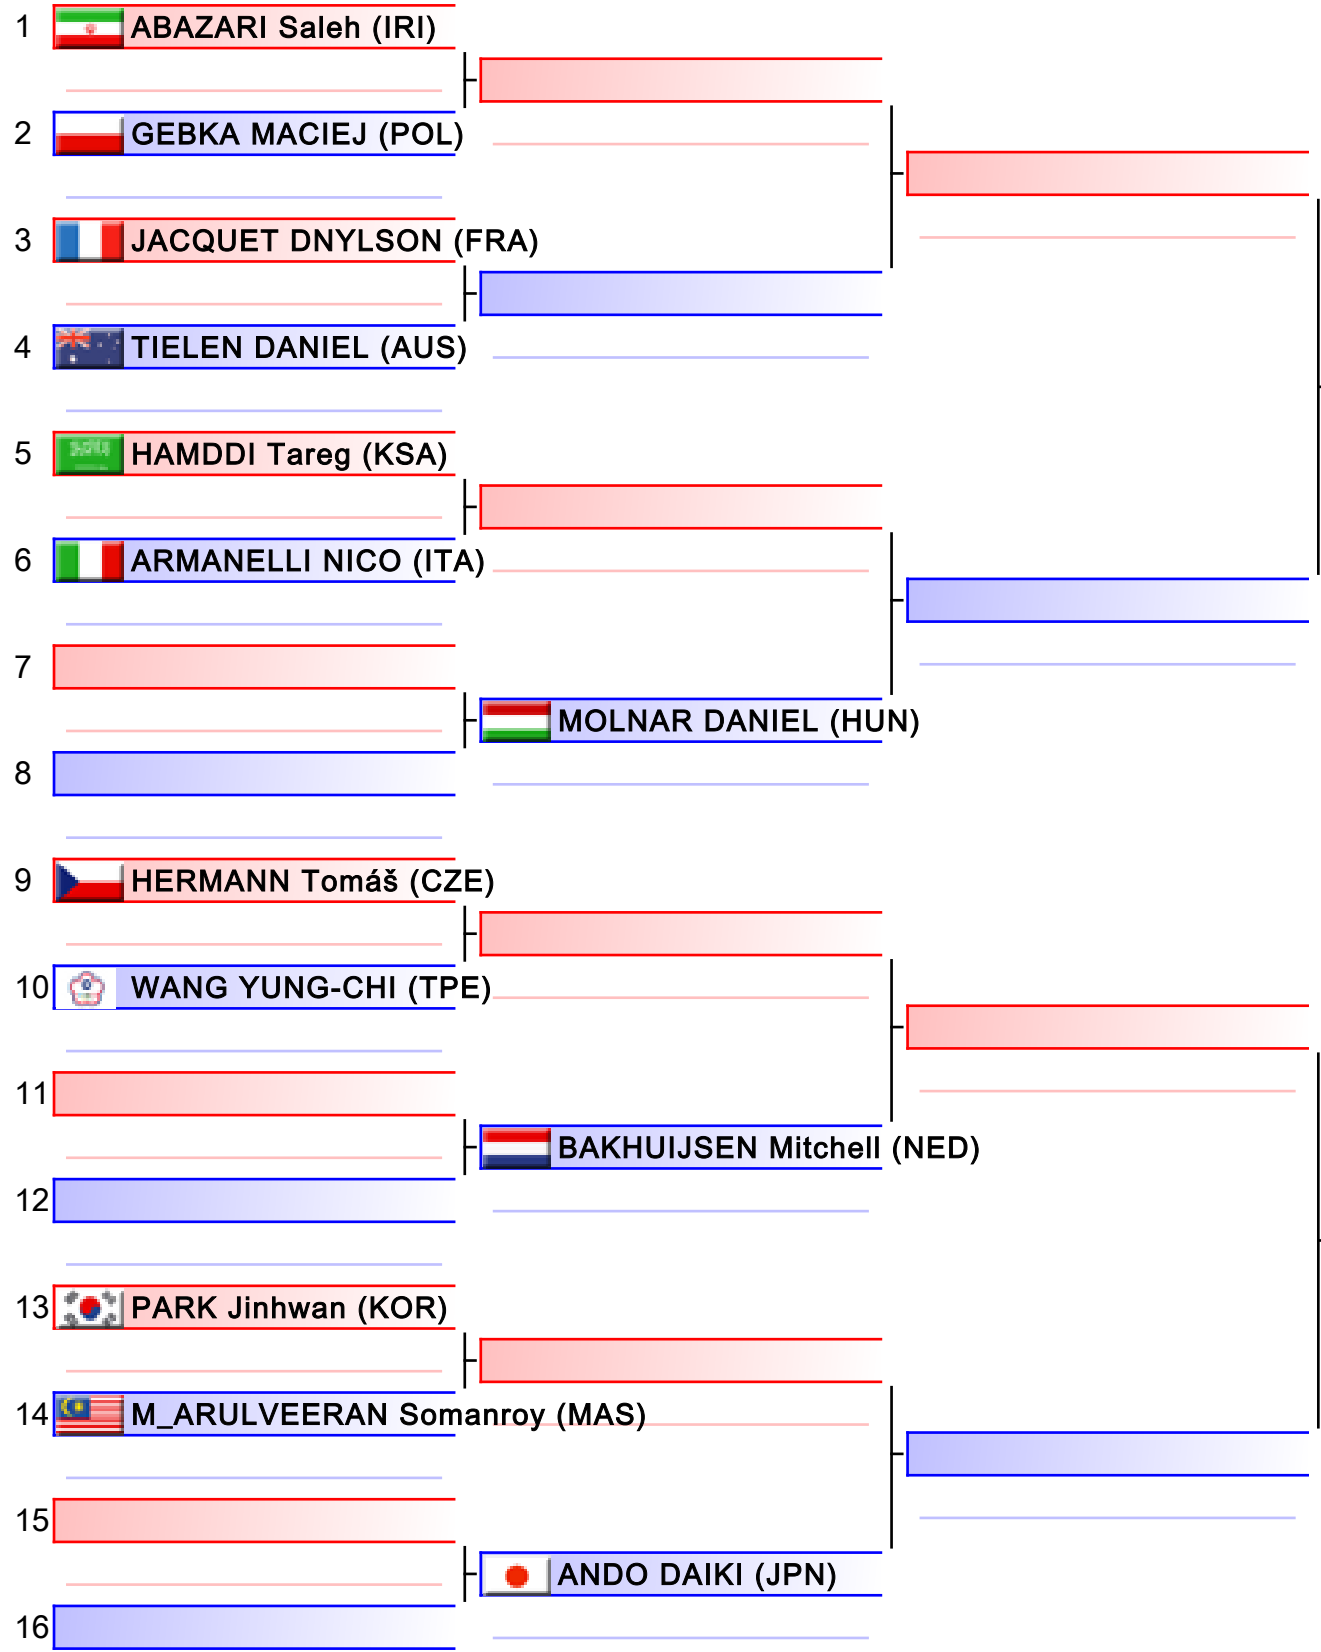 1 ABAZARI Saleh (IRI)
2 GEBKA MACIEJ (POL)
3 JACQUET DNYLSON (FRA)
4 TIELEN DANIEL (AUS)
5 HAMDDI Tareg (KSA)
6 ARMANELLI NICO (ITA)
7
MOLNAR DANIEL (HUN)
8
9 HERMANN Tomáš (CZE)
10 WANG YUNG-CHI (TPE)
11
BAKHUIJSEN Mitchell (NED)
12
13 PARK Jinhwan (KOR)
14 M_ARULVEERAN Somanroy (MAS)
15
ANDO DAIKI (JPN)
16